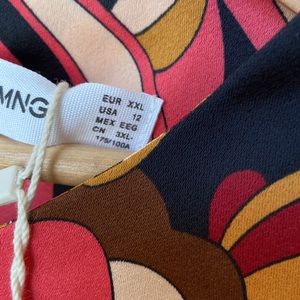 MNG
EUR XXL
USA 12
MEX EEG
CN 3XL-
175/100A